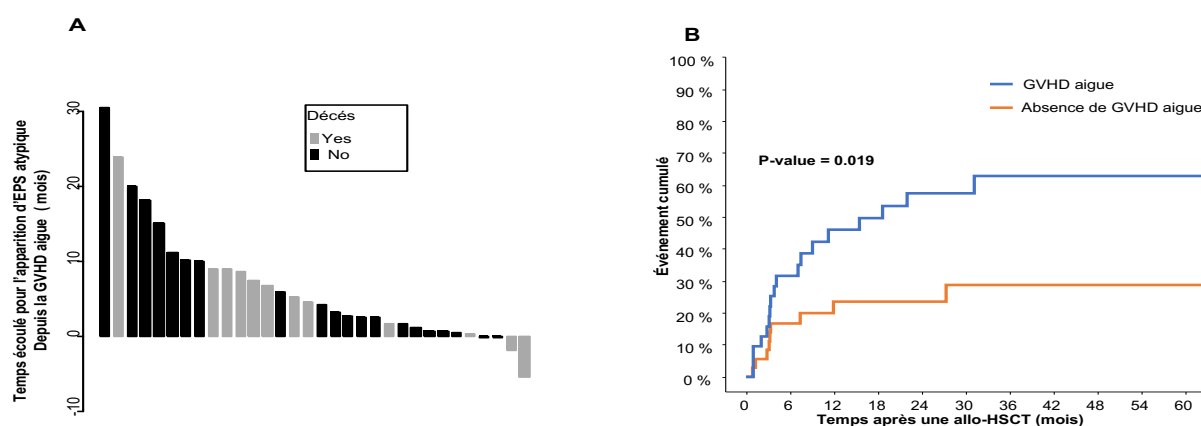 A
Temps écoulé pour l'apparition d'EPS atypique
Depuis la GVHD aigue ( mois)
30
20
10
0
-10
Décés
Yes
No
B
Événement cumulé
100 %
90 %
80 %
70 %
60 %
50 %
40 %
30 %
20 %
10 %
0 %
GVHD aigue
Absence de GVHD aigue
P-value = 0.019
0 6 12 18 24 30 36 42 48 54 60
Temps après une allo-HSCT (mois)